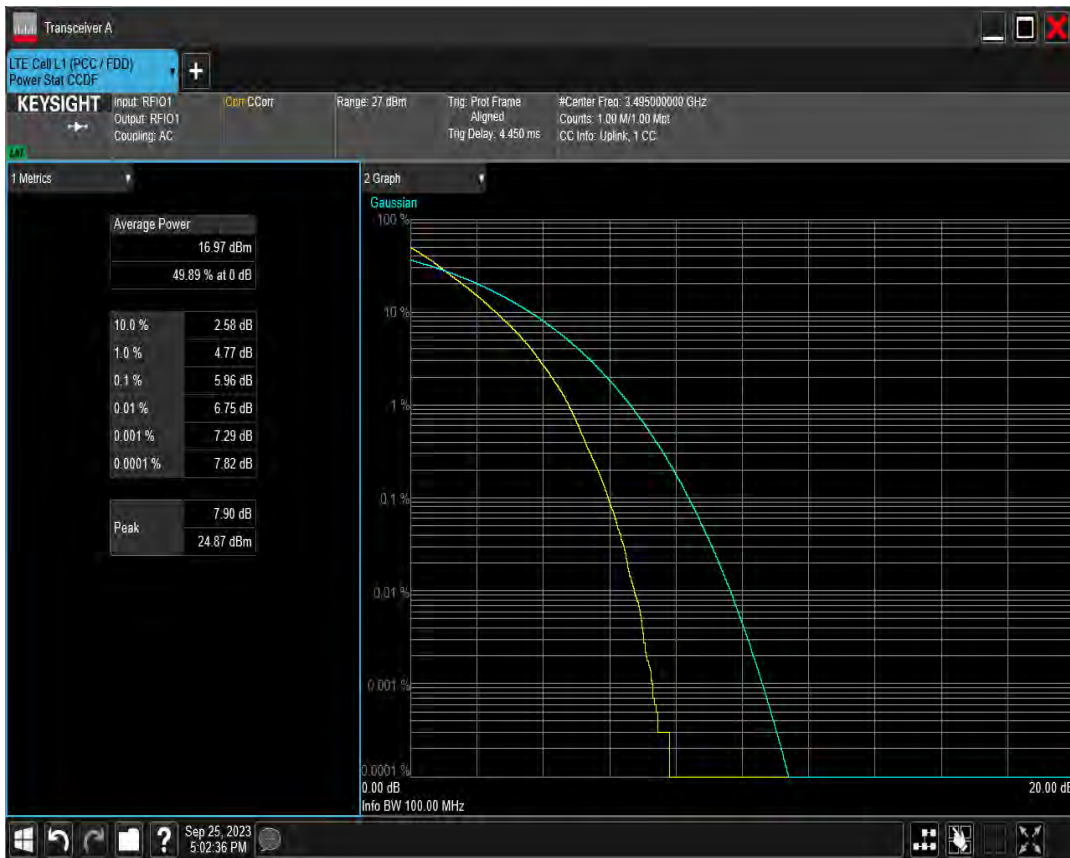 Transceiver A
LTE Cell L1 (PCC / FDD)
Power Stat CCDF
+
KEYSIGHT
Input: RFIO1
Output: RFIO1
Coupling: AC
Corr CCorr
Range: 27 dBm
Trig: Prot Frame
Aligned
Trig Delay: 4.450 ms
#Center Freq: 3.495000000 GHz
Counts: 1.00 M/1.00 Mpt
CC Info: Uplink, 1 CC
LXI
1 Metrics
Average Power
16.97 dBm
49.89 % at 0 dB
10.0 % 2.58 dB
1.0 % 4.77 dB
0.1 % 5.96 dB
0.01 % 6.75 dB
0.001 % 7.29 dB
0.0001 % 7.82 dB
Peak
7.90 dB
24.87 dBm
2 Graph
Gaussian
100 %
10 %
1 %
0.1 %
0.01 %
0.001 %
0.0001 %
0.00 dB
20.00 dB
Info BW 100.00 MHz
?
Sep 25, 2023
5:02:36 PM